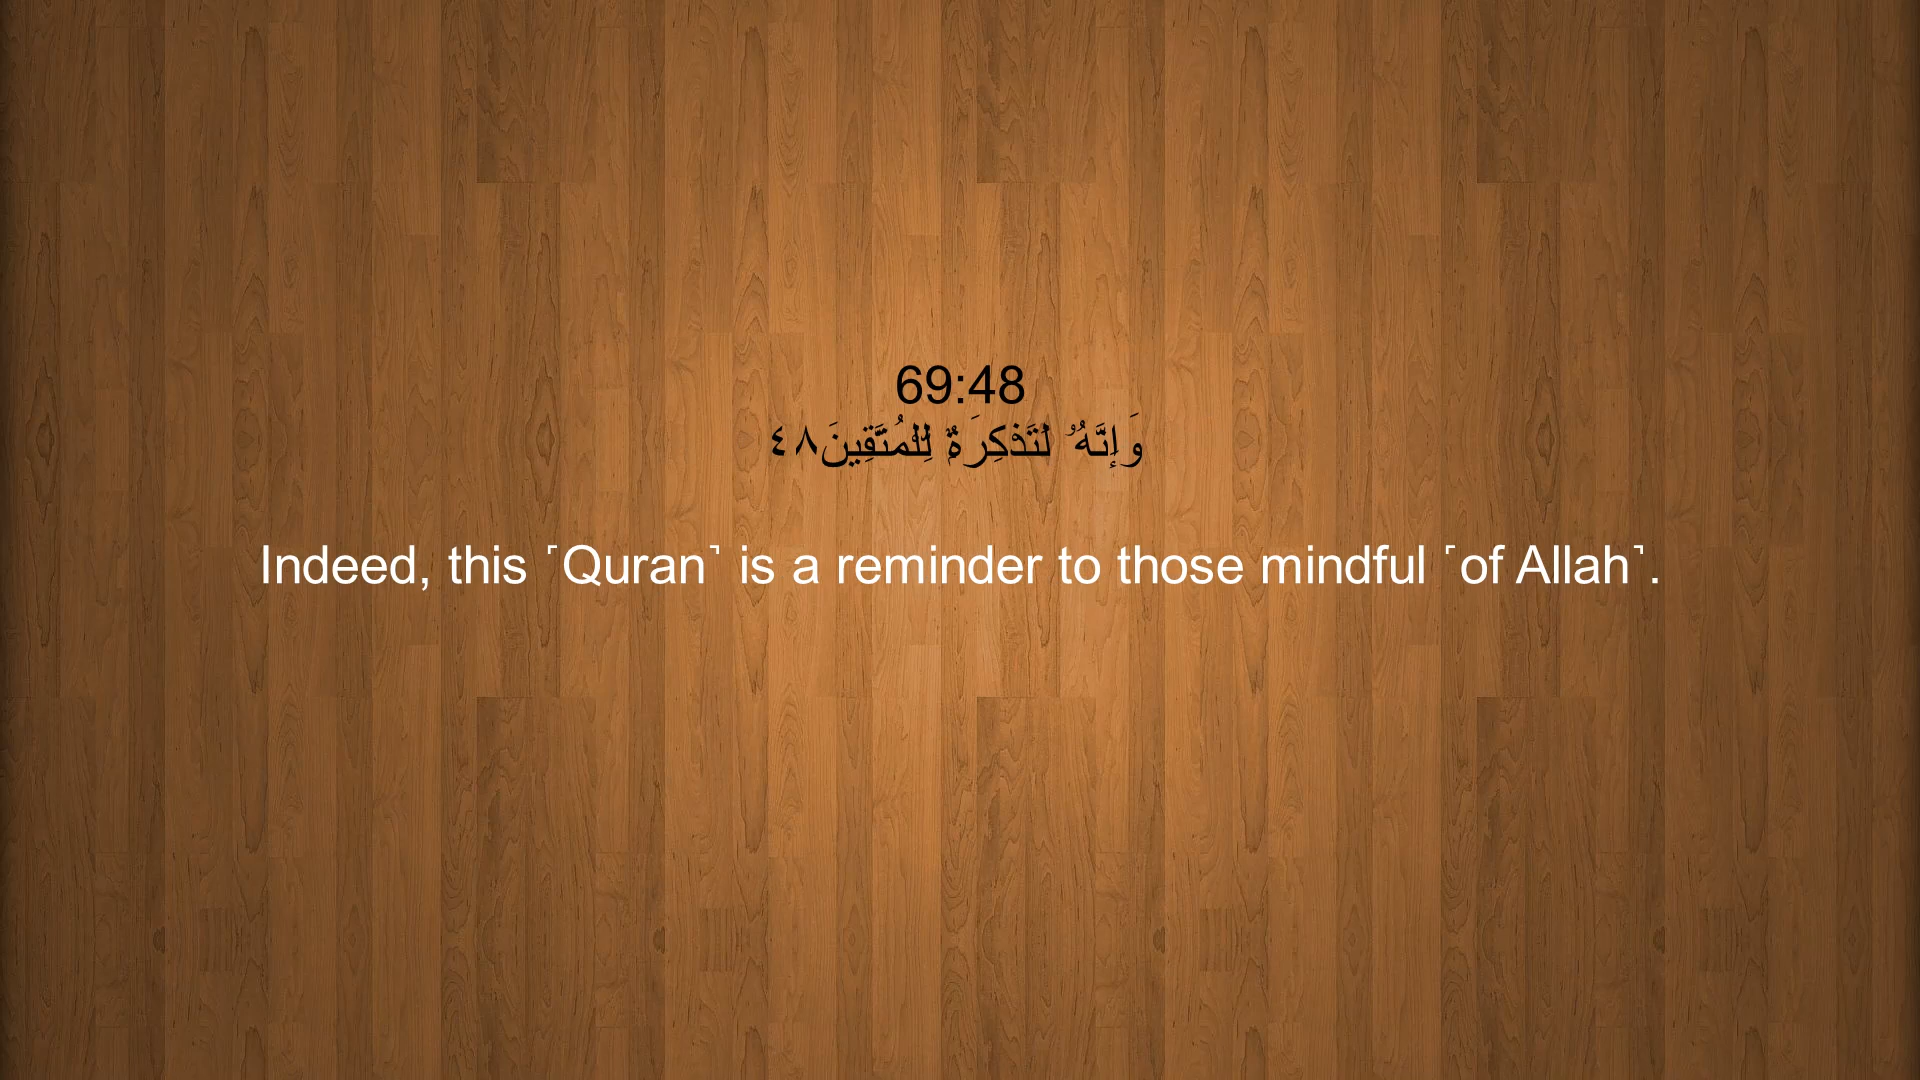 69:48
وَإِنَّهُۥ لَتَذْكِرَةٌ لِّلْمُتَّقِينَ٤٨
Indeed, this ˹Quran˺ is a reminder to those mindful ˹of Allah˺.